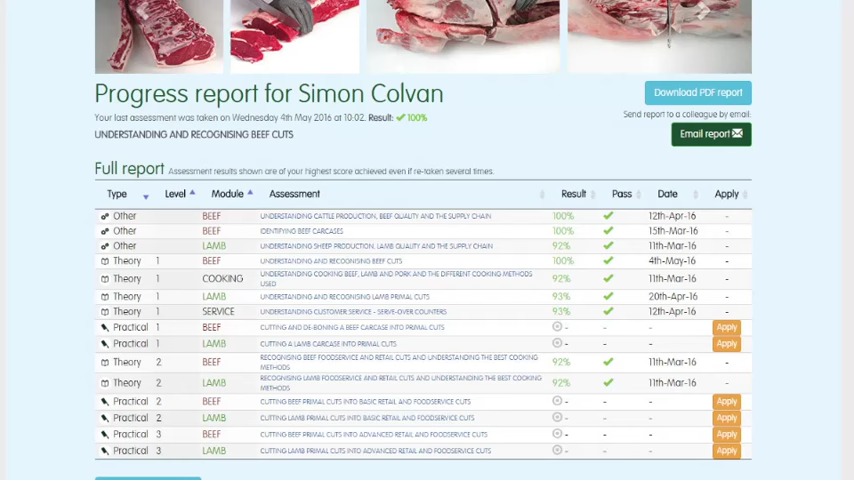 Progress report for Simon Colvan
Download PDF report
Your last assessment was taken on Wednesday 4th May 2016 at 10:02. Result: ✔ 100%
Send report to a colleague by email:
UNDERSTANDING AND RECOGNISING BEEF CUTS
Email report
Full report Assessment results shown are of your highest score achieved even if re-taken several times.
Type Level Module Assessment Result Pass Date Apply
Other BEEF UNDERSTANDING CATTLE PRODUCTION, BEEF QUALITY AND THE SUPPLY CHAIN 100% ✔ 12th-Apr-16 -
Other BEEF IDENTIFYING BEEF CARCASES 100% ✔ 15th-Mar-16 -
Other LAMB UNDERSTANDING SHEEP PRODUCTION, LAMB QUALITY AND THE SUPPLY CHAIN 92% ✔ 11th-Mar-16 -
Theory 1 BEEF UNDERSTANDING AND RECOGNISING BEEF CUTS 100% ✔ 4th-May-16 -
Theory 1 COOKING UNDERSTANDING COOKING BEEF, LAMB AND PORK AND THE DIFFERENT COOKING METHODS 92% ✔ 11th-Mar-16 -
USED
Theory 1 LAMB UNDERSTANDING AND RECOGNISING LAMB PRIMAL CUTS 93% ✔ 20th-Apr-16 -
Theory 1 SERVICE UNDERSTANDING CUSTOMER SERVICE - SERVE-OVER COUNTERS 93% ✔ 12th-Apr-16 -
Practical 1 BEEF CUTTING AND DE-BONING A BEEF CARCASE INTO PRIMAL CUTS - - - Apply
Practical 1 LAMB CUTTING A LAMB CARCASE INTO PRIMAL CUTS - - - Apply
Theory 2 BEEF RECOGNISING BEEF FOODSERVICE AND RETAIL CUTS AND UNDERSTANDING THE BEST COOKING 92% ✔ 11th-Mar-16 -
METHODS
Theory 2 LAMB RECOGNISING LAMB FOODSERVICE AND RETAIL CUTS AND UNDERSTANDING THE BEST COOKING 92% ✔ 11th-Mar-16 -
METHODS
Practical 2 BEEF CUTTING BEEF PRIMAL CUTS INTO BASIC RETAIL AND FOODSERVICE CUTS - - - Apply
Practical 2 LAMB CUTTING LAMB PRIMAL CUTS INTO BASIC RETAIL AND FOODSERVICE CUTS - - - Apply
Practical 3 BEEF CUTTING BEEF PRIMAL CUTS INTO ADVANCED RETAIL AND FOODSERVICE CUTS - - - Apply
Practical 3 LAMB CUTTING LAMB PRIMAL CUTS INTO ADVANCED RETAIL AND FOODSERVICE CUTS - - - Apply